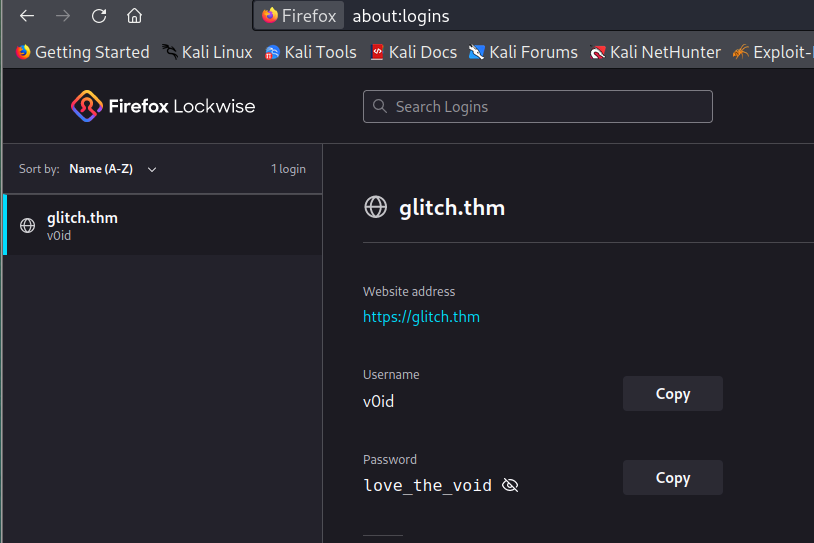 Firefox about:logins
Getting Started Kali Linux Kali Tools Kali Docs Kali Forums Kali NetHunter Exploit-
Firefox Lockwise
Search Logins
Sort by: Name (A-Z) 1 login
glitch.thm
v0id
glitch.thm
Website address
https://glitch.thm
Username
v0id
Copy
Password
love_the_void
Copy